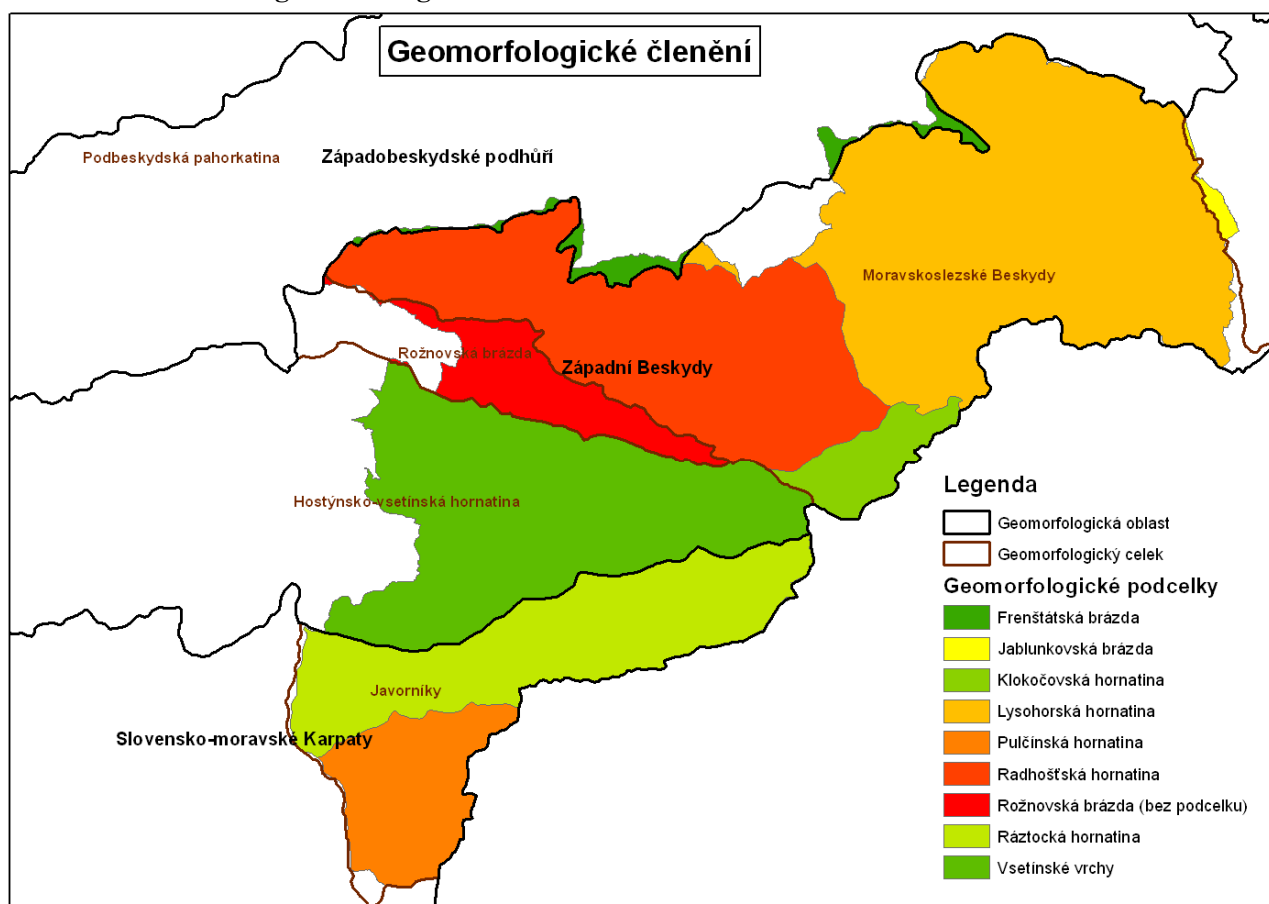 Geomorfologické členění
Podbeskydská pahorkatina
Západobeskydské podhůří
Moravskoslezské Beskydy
Rožnovská brázda
Západní Beskydy
Hostýnsko-vsetínská hornatina
Javorníky
Slovensko-moravské Karpaty
Legenda
Geomorfologická oblast
Geomorfologický celek
Geomorfologické podcelky
Frenštátská brázda
Jablunkovská brázda
Klokočovská hornatina
Lysohorská hornatina
Pulčínská hornatina
Radhošťská hornatina
Rožnovská brázda (bez podcelku)
Ráztocká hornatina
Vsetínské vrchy